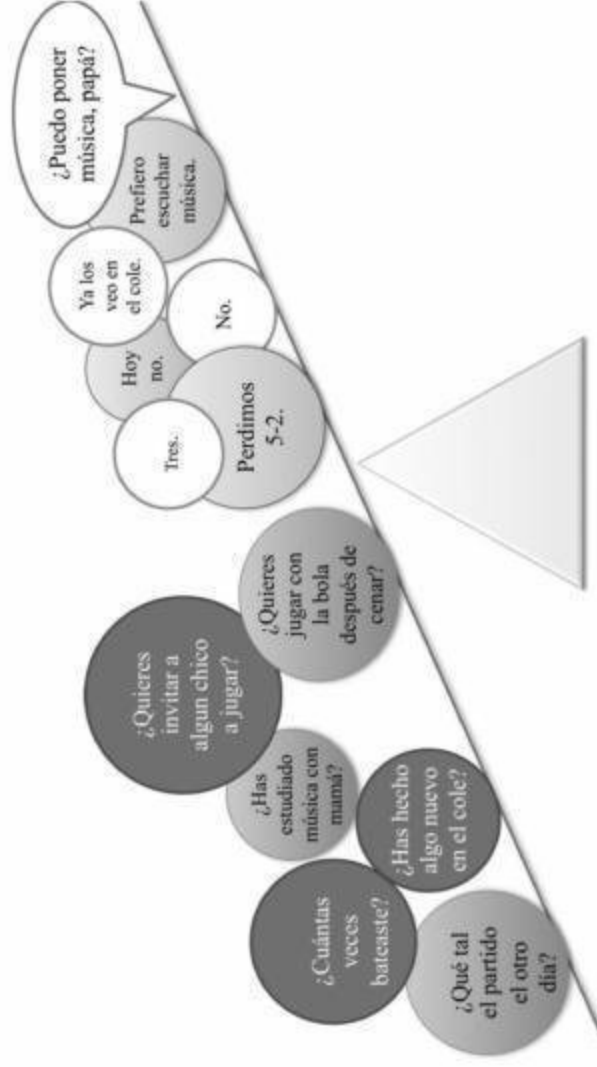 ¿Qué tal
el partido
el otro
día?
¿Cuántas
veces
bateaste?
¿Has hecho
algo nuevo
en el cole?
¿Has
estudiado
música con
mamá?
¿Quieres
invitar a
algun chico
a jugar?
¿Quieres
jugar con
la bola
después de
cenar?
Perdimos
5-2.
Tres.
No.
Hoy
no.
Ya los
veo en
el cole.
Prefiero
escuchar
música.
¿Puedo poner
música, papá?